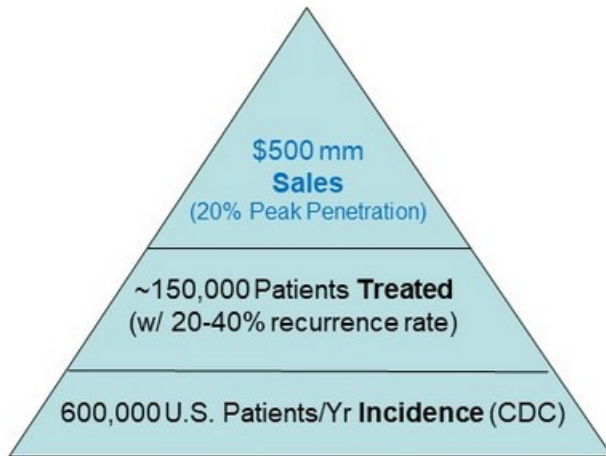 $500 mm
Sales
(20% Peak Penetration)
~150,000 Patients Treated
(w/ 20-40% recurrence rate)
600,000 U.S. Patients/Yr Incidence (CDC)